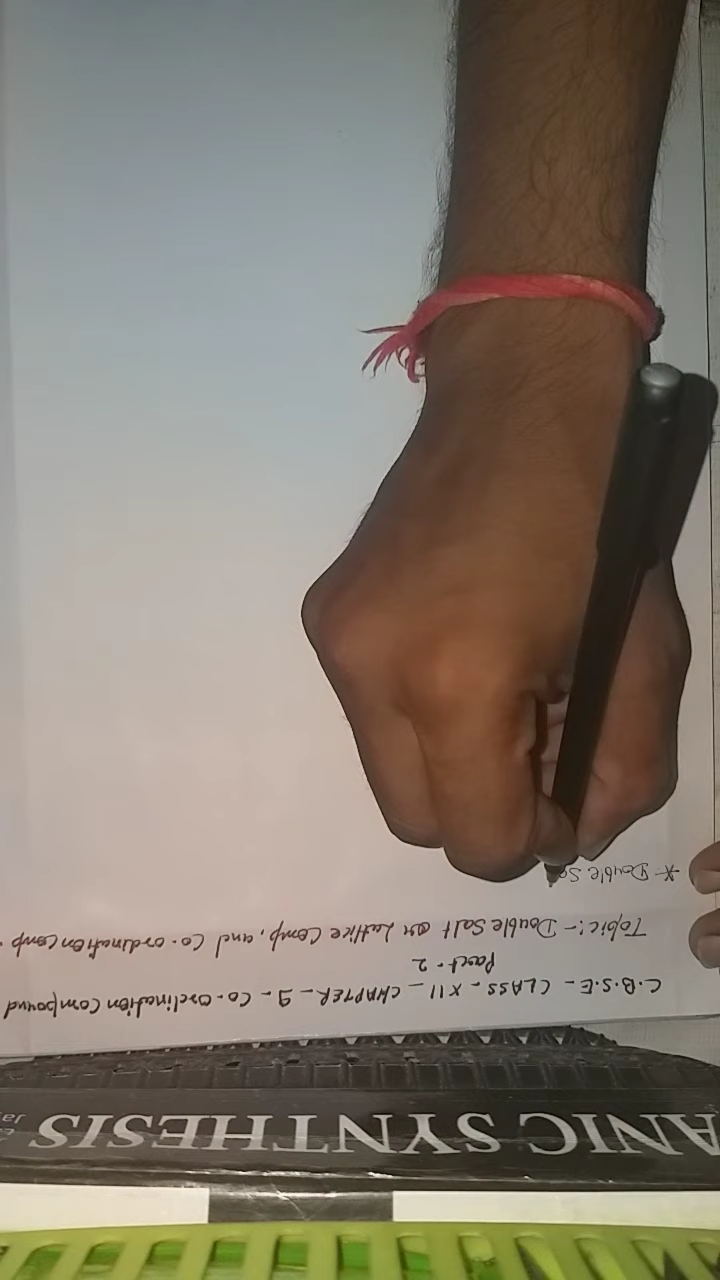 C.B.S.E - CLASS - XII - CHAPTER - 9 - Co-ordination Compound
Part - 2
Topic:- Double Salt or Lattice Comp, and Co-ordination Comp.
* Double Sa
ANIC SYNTHESIS